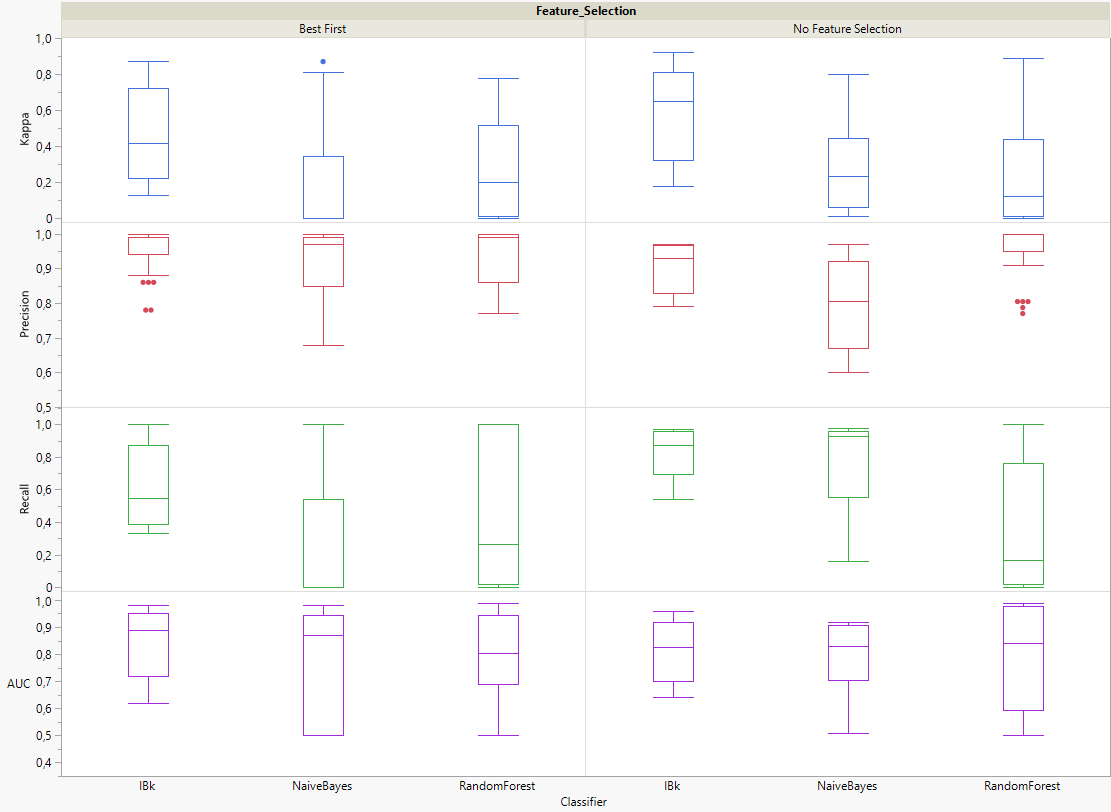 Feature_Selection
Best First
No Feature Selection
Kappa
1,0
0,8
0,6
0,4
0,2
0
Precision
1,0
0,9
0,8
0,7
0,6
0,5
Recall
1,0
0,8
0,6
0,4
0,2
0
AUC
1,0
0,9
0,8
0,7
0,6
0,5
0,4
IBk NaiveBayes RandomForest IBk NaiveBayes RandomForest
Classifier